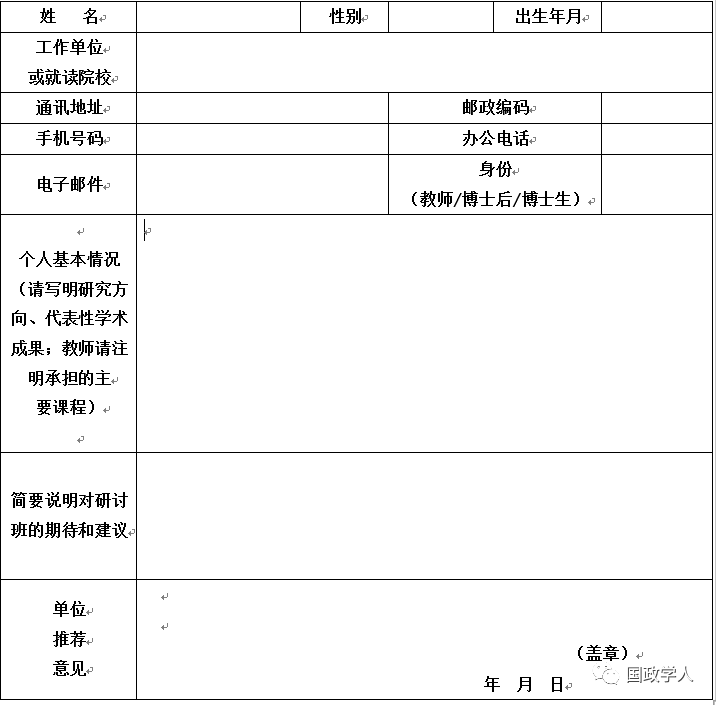 姓 名 性别 出生年月
工作单位
或就读院校
通讯地址 邮政编码
手机号码 办公电话
电子邮件 身份
（教师/博士后/博士生）
个人基本情况
（请写明研究方
向、代表性学术
成果；教师请注
明承担的主
要课程）
简要说明对研讨
班的期待和建议
单位
推荐
意见
（盖章）
年 月 日
国政学人